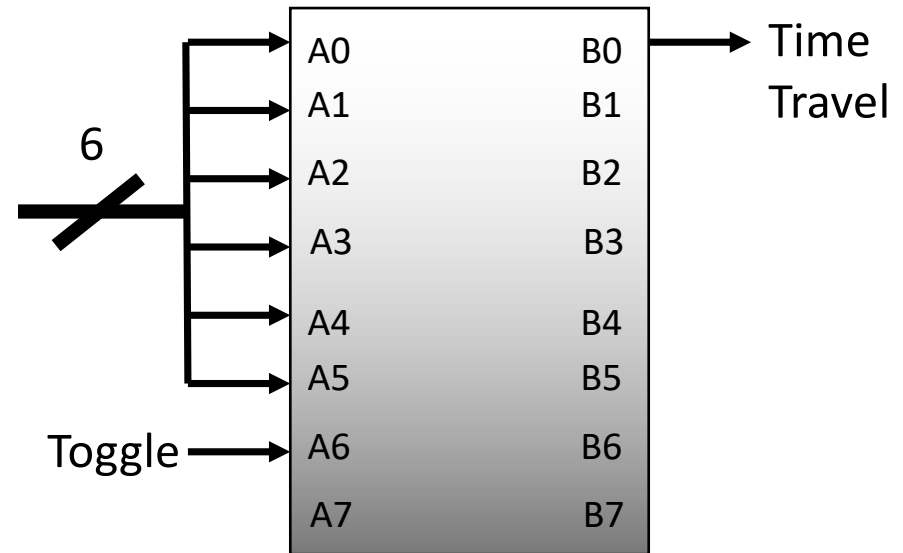 A0 B0 Time
A1 B1 Travel
6
A2 B2
A3 B3
A4 B4
A5 B5
Toggle A6 B6
A7 B7